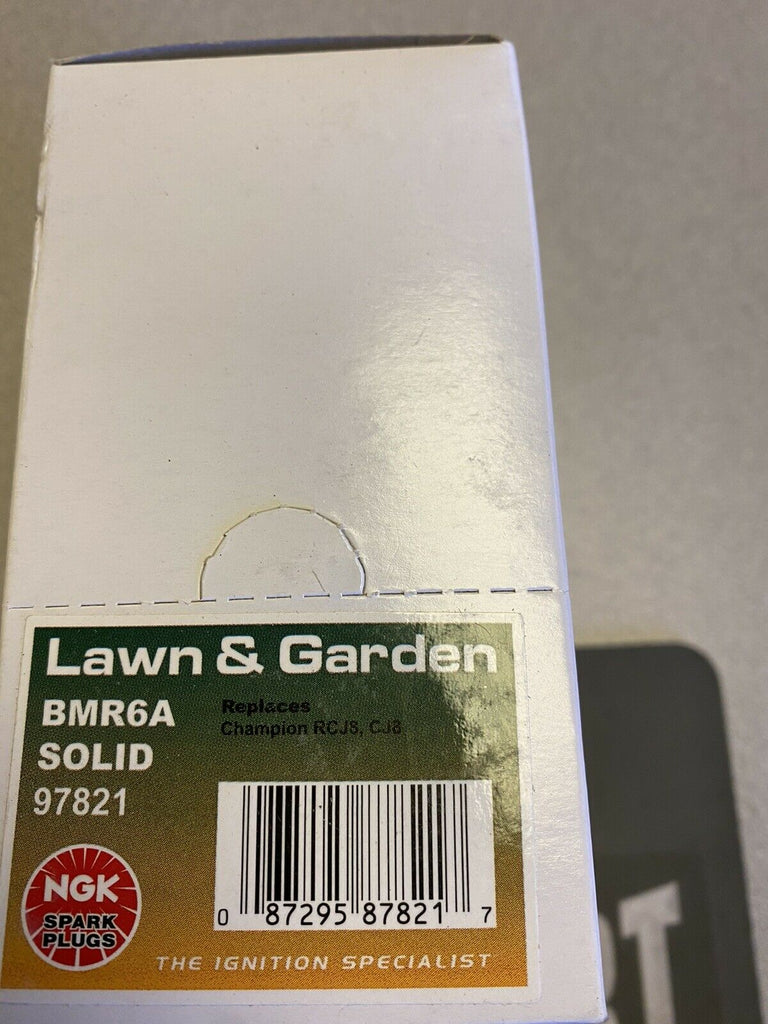 Lawn & Garden
BMR6A
SOLID
97821
Replaces
Champion RCJ8, CJ8
0 87295 87821 7
NGK
SPARK
PLUGS
THE IGNITION SPECIALIST